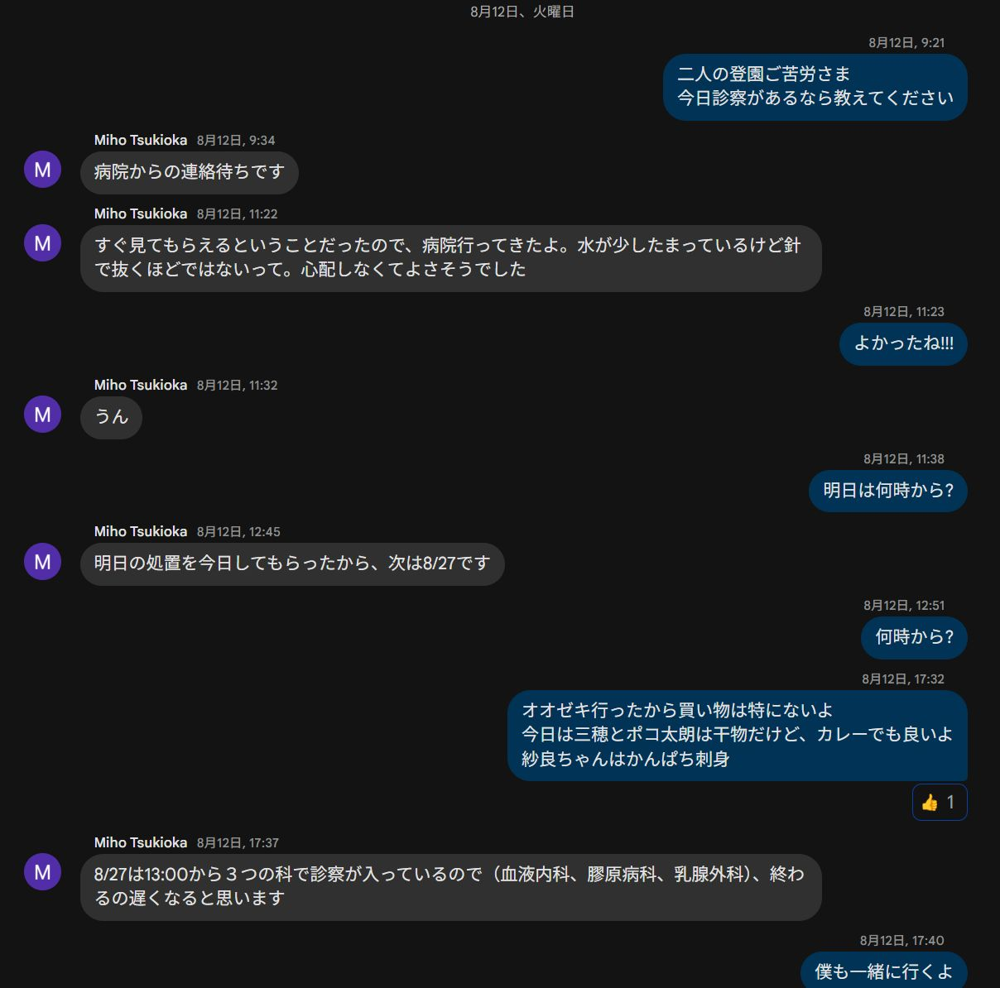 8月12日、火曜日
8月12日, 9:21
二人の登園ご苦労さま
今日診察があるなら教えてください
Miho Tsukioka 8月12日, 9:34
M
病院からの連絡待ちです
Miho Tsukioka 8月12日, 11:22
M
すぐ見てもらえるということだったので、病院行ってきたよ。水が少したまっているけど針
で抜くほどではないって。心配しなくてよさそうでした
8月12日, 11:23
よかったね!!!
Miho Tsukioka 8月12日, 11:32
M
うん
8月12日, 11:38
明日は何時から?
Miho Tsukioka 8月12日, 12:45
M
明日の処置を今日してもらったから、次は8/27です
8月12日, 12:51
何時から?
8月12日, 17:32
オオゼキ行ったから買い物は特にないよ
今日は三穂とポコ太朗は干物だけど、カレーでも良いよ
紗良ちゃんはかんぱち刺身
👍 1
Miho Tsukioka 8月12日, 17:37
M
8/27は13:00から３つの科で診察が入っているので（血液内科、膠原病科、乳腺外科）、終わ
るの遅くなると思います
8月12日, 17:40
僕も一緒に行くよ